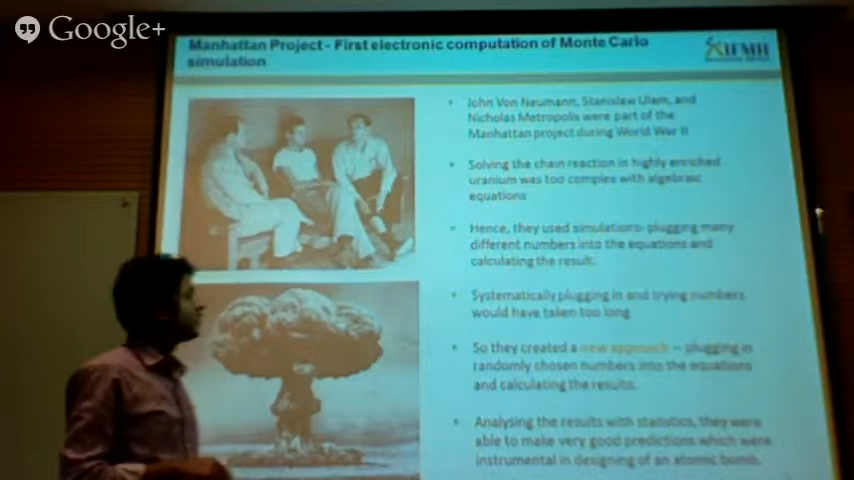 Google+
Manhattan Project - First electronic computation of Monte Carlo
simulation
IFMR
• John Von Neumann, Stanislaw Ulam, and
Nicholas Metropolis were part of the
Manhattan project during World War II
• Solving the chain reaction in highly enriched
uranium was too complex with algebraic
equations
• Hence, they used simulations- plugging many
different numbers into the equations and
calculating the result.
• Systematically plugging in and trying numbers
would have taken too long
• So they created a new approach – plugging in
randomly chosen numbers into the equations
and calculating the results.
• Analysing the results with statistics, they were
able to make very good predictions which were
instrumental in designing of an atomic bomb.